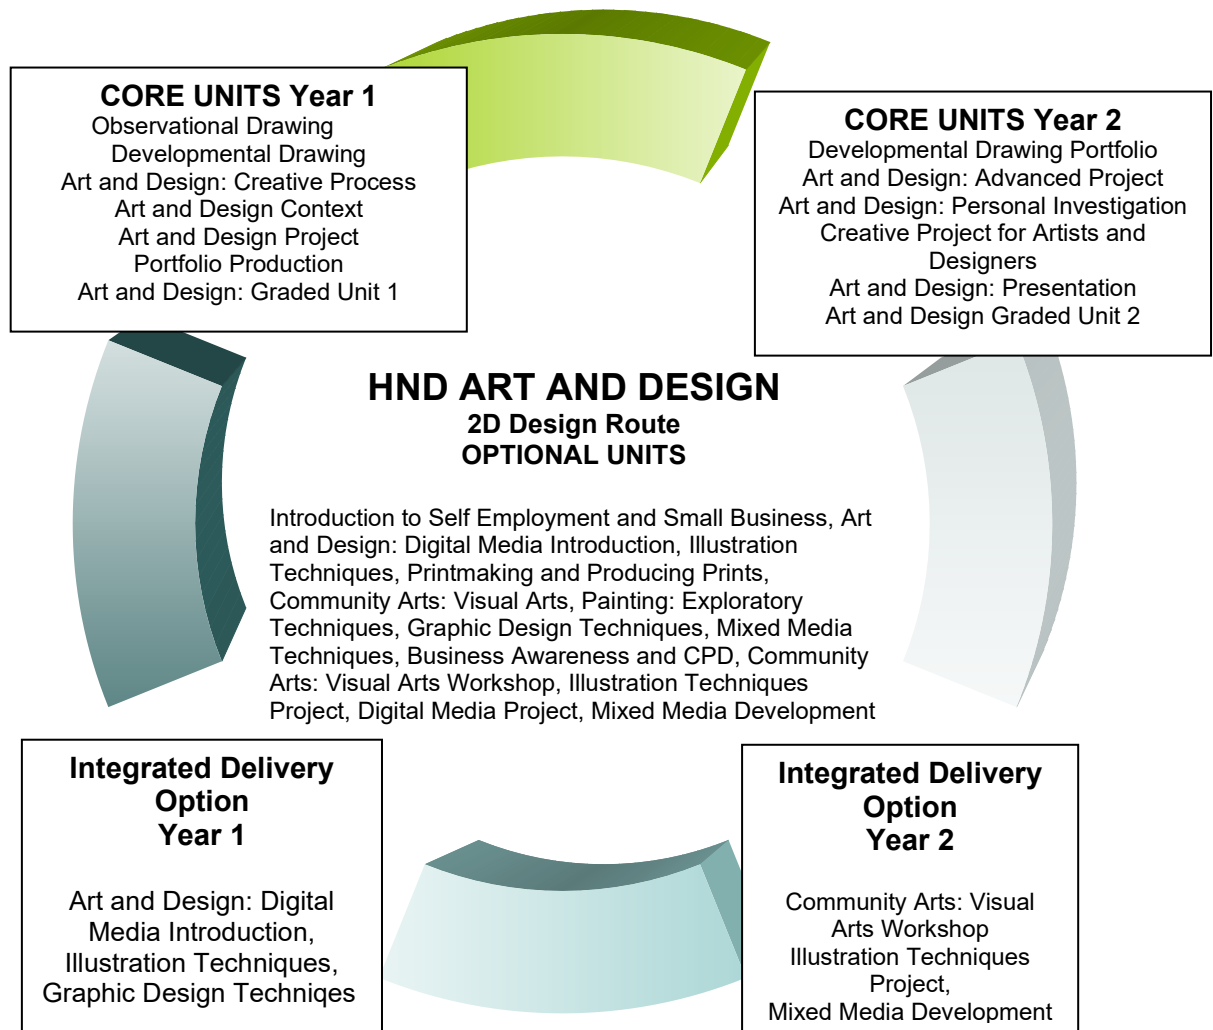 CORE UNITS Year 1
Observational Drawing
Developmental Drawing
Art and Design: Creative Process
Art and Design Context
Art and Design Project
Portfolio Production
Art and Design: Graded Unit 1
CORE UNITS Year 2
Developmental Drawing Portfolio
Art and Design: Advanced Project
Art and Design: Personal Investigation
Creative Project for Artists and
Designers
Art and Design: Presentation
Art and Design Graded Unit 2
HND ART AND DESIGN
2D Design Route
OPTIONAL UNITS
Introduction to Self Employment and Small Business, Art
and Design: Digital Media Introduction, Illustration
Techniques, Printmaking and Producing Prints,
Community Arts: Visual Arts, Painting: Exploratory
Techniques, Graphic Design Techniques, Mixed Media
Techniques, Business Awareness and CPD, Community
Arts: Visual Arts Workshop, Illustration Techniques
Project, Digital Media Project, Mixed Media Development
Integrated Delivery
Option
Year 1
Art and Design: Digital
Media Introduction,
Illustration Techniques,
Graphic Design Techniqes
Integrated Delivery
Option
Year 2
Community Arts: Visual
Arts Workshop
Illustration Techniques
Project,
Mixed Media Development